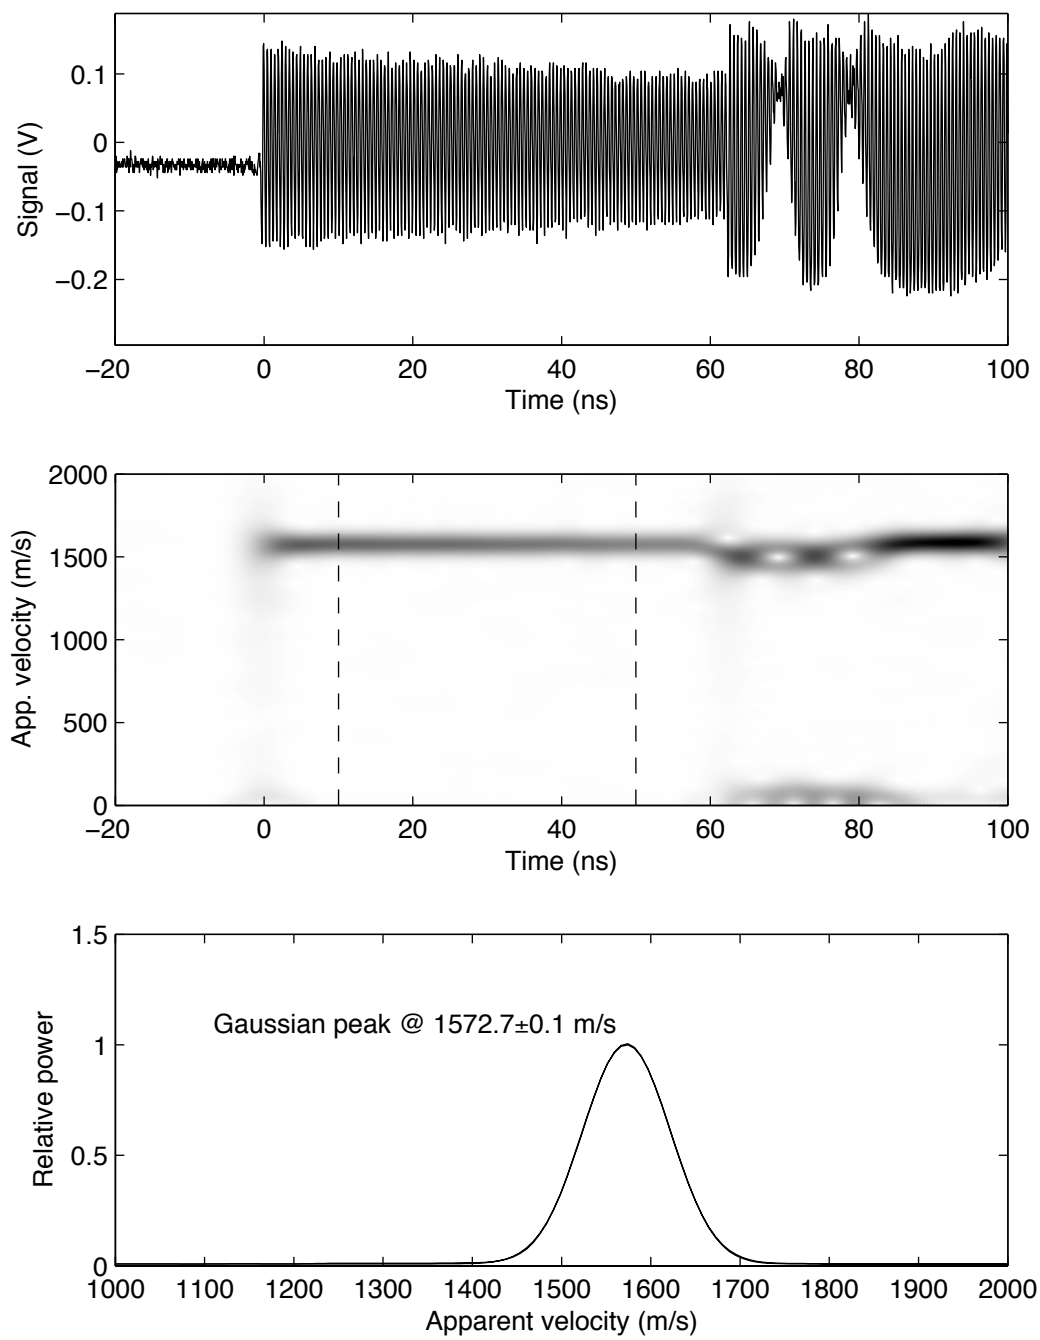 0.1
0
−0.1
−0.2
Signal (V)
−20 0 20 40 60 80 100
Time (ns)
2000
1500
1000
500
0
App. velocity (m/s)
−20 0 20 40 60 80 100
Time (ns)
1.5
1
0.5
0
Relative power
Gaussian peak @ 1572.7±0.1 m/s
1000 1100 1200 1300 1400 1500 1600 1700 1800 1900 2000
Apparent velocity (m/s)